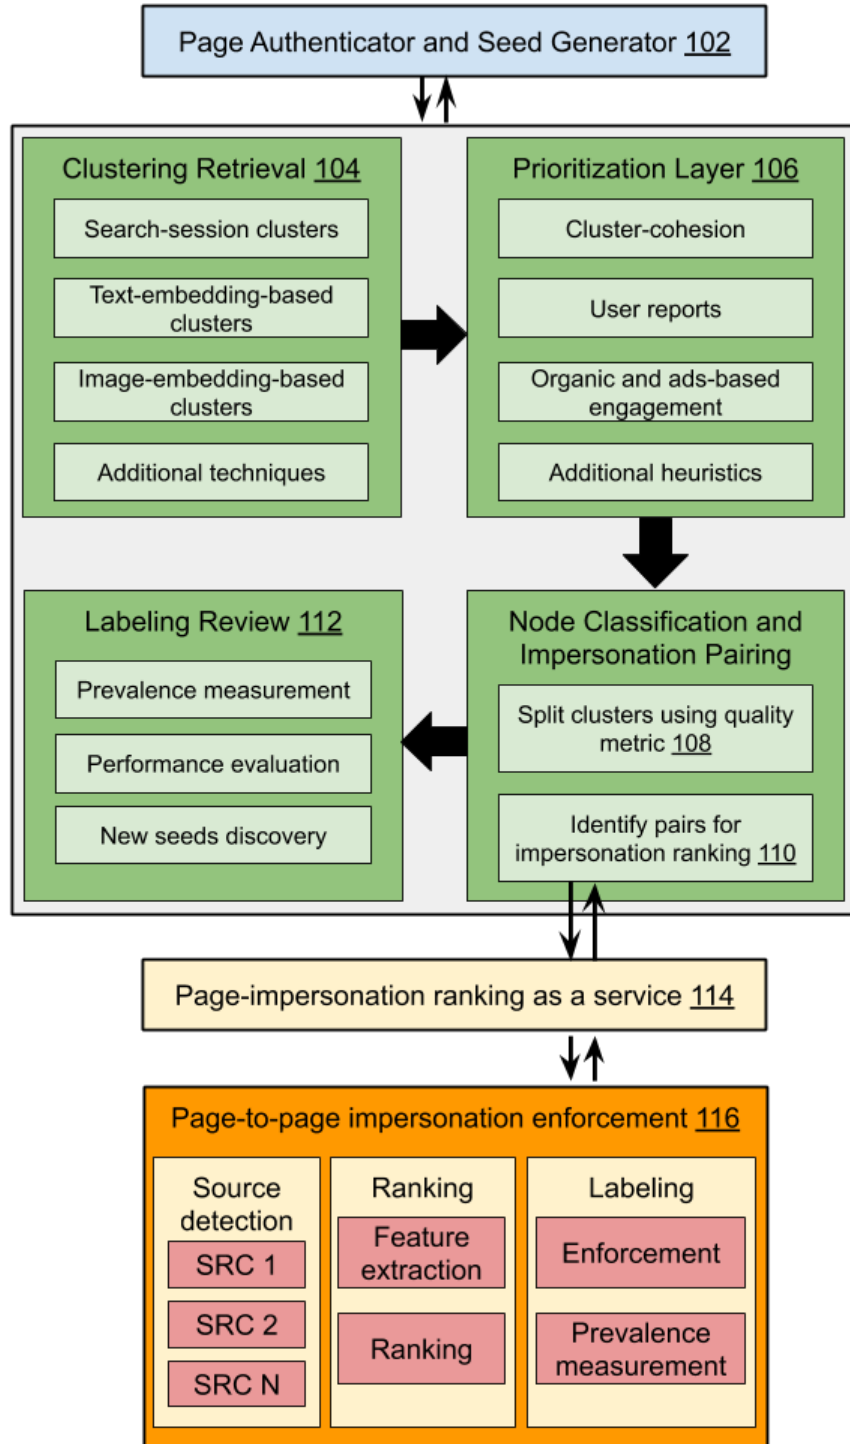 Page Authenticator and Seed Generator 102
Clustering Retrieval 104
Search-session clusters
Text-embedding-based
clusters
Image-embedding-based
clusters
Additional techniques
Prioritization Layer 106
Cluster-cohesion
User reports
Organic and ads-based
engagement
Additional heuristics
Labeling Review 112
Prevalence measurement
Performance evaluation
New seeds discovery
Node Classification and
Impersonation Pairing
Split clusters using quality
metric 108
Identify pairs for
impersonation ranking 110
Page-impersonation ranking as a service 114
Page-to-page impersonation enforcement 116
Source
detection
SRC 1
SRC 2
SRC N
Ranking
Feature
extraction
Ranking
Labeling
Enforcement
Prevalence
measurement